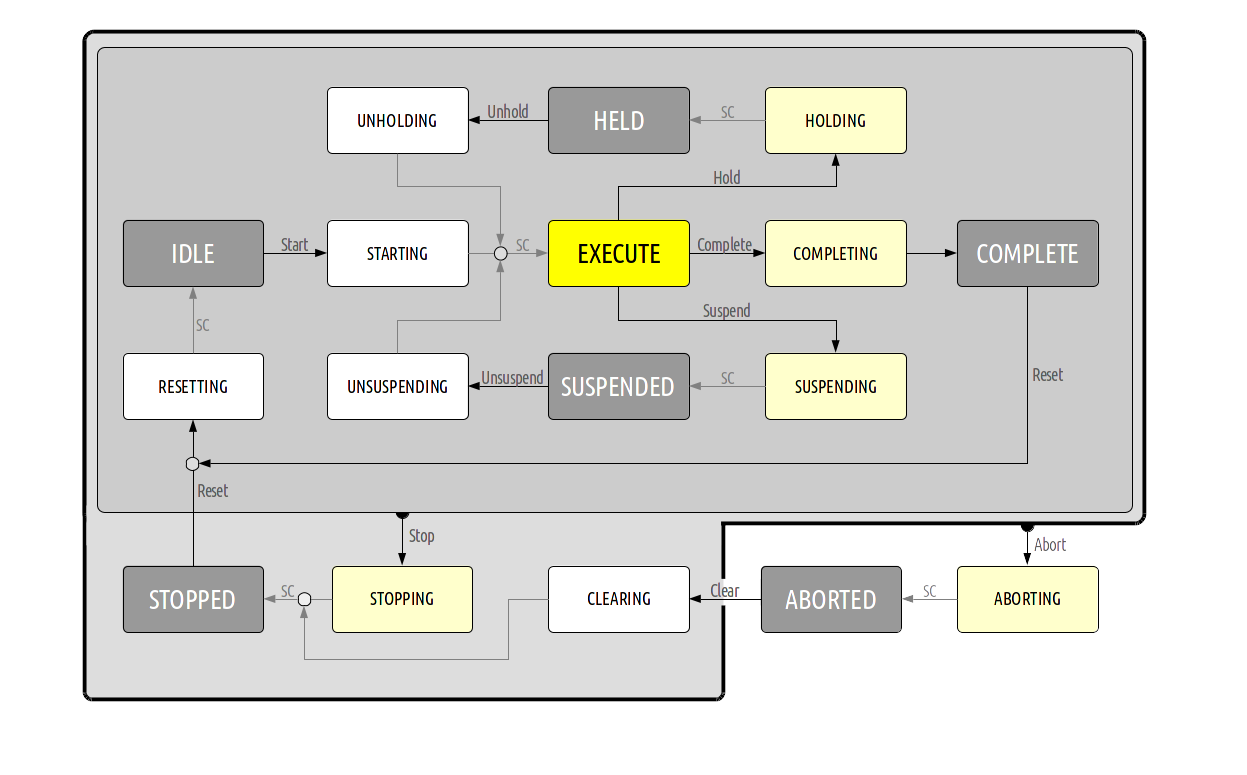 UNHOLDING
Unhold
HELD
SC
HOLDING
Hold
IDLE
Start
STARTING
SC
EXECUTE
Complete
COMPLETING
COMPLETE
SC
Suspend
RESETTING
UNSUSPENDING
Unsuspend
SUSPENDED
SC
SUSPENDING
Reset
Reset
Stop
Abort
STOPPED
SC
STOPPING
CLEARING
Clear
ABORTED
SC
ABORTING